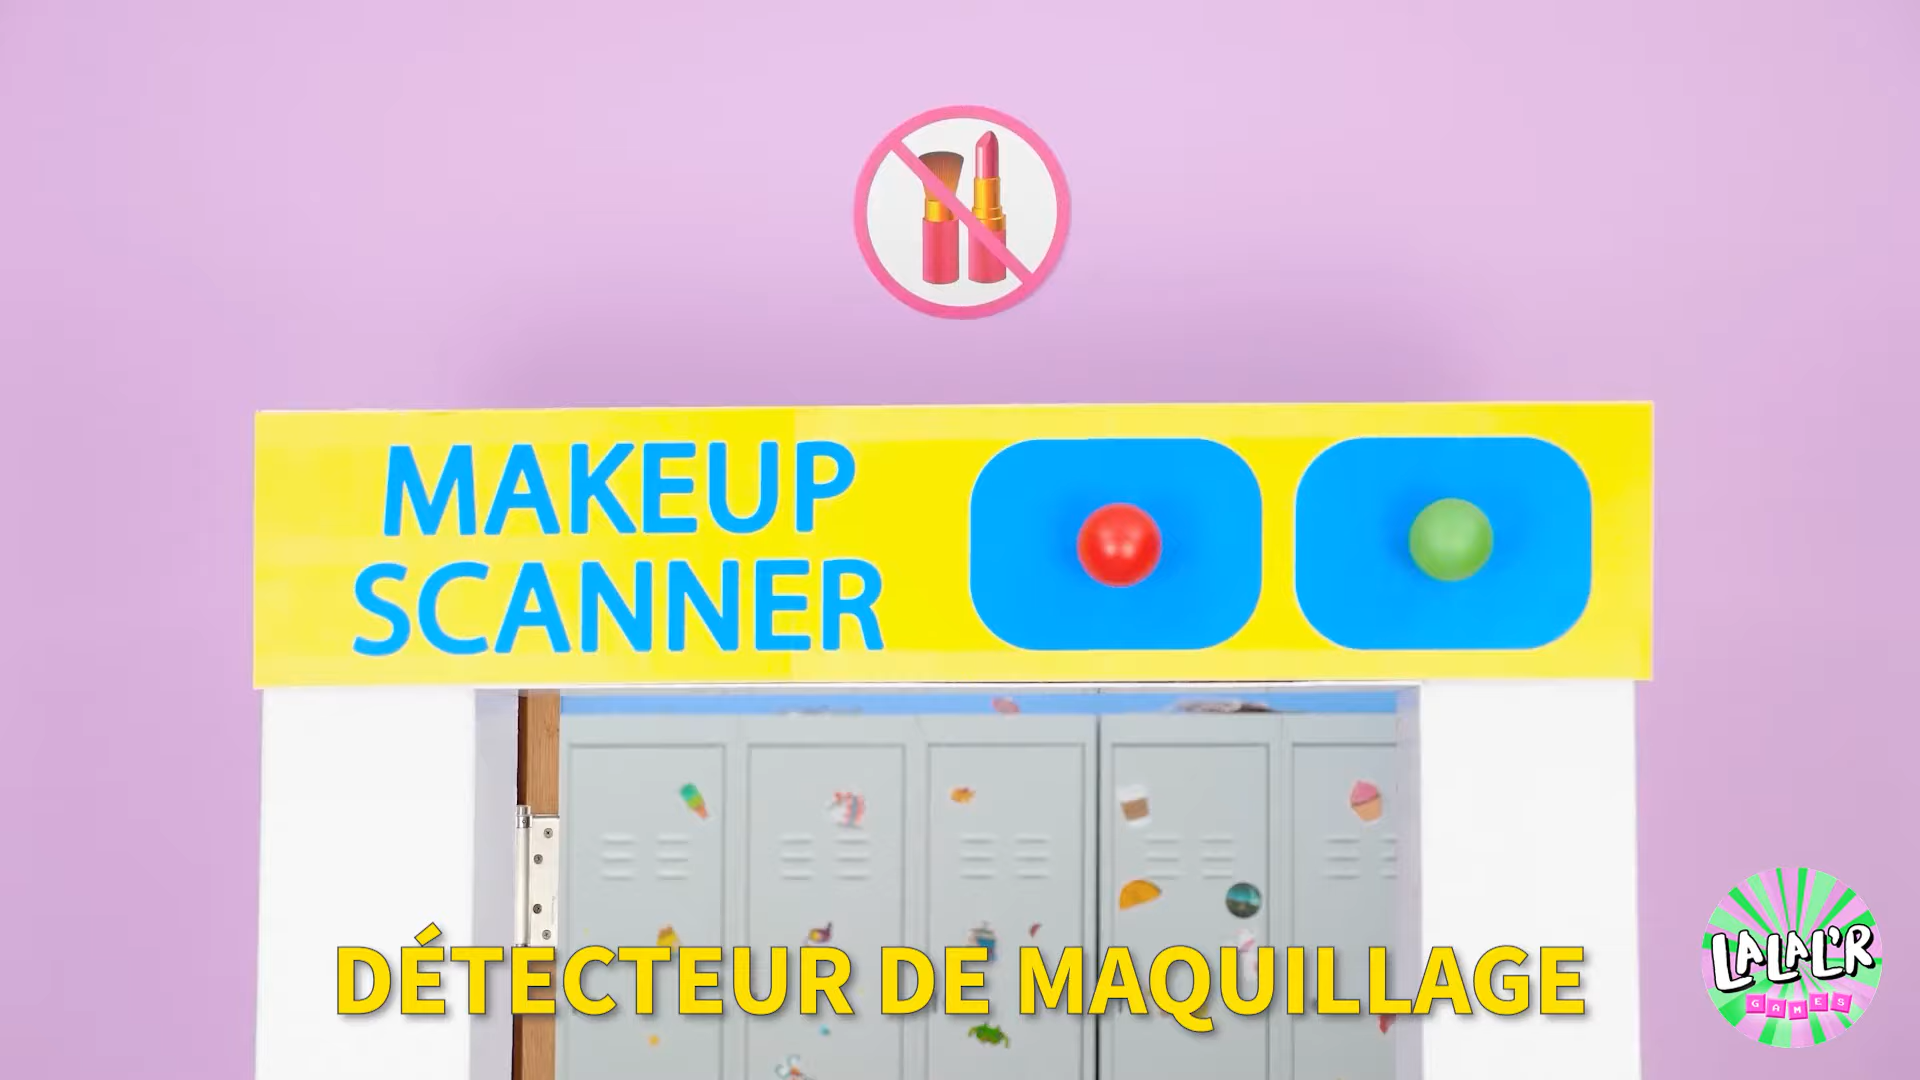 MAKEUP
SCANNER
DÉTECTEUR DE MAQUILLAGE
LALAL'R
GAMES